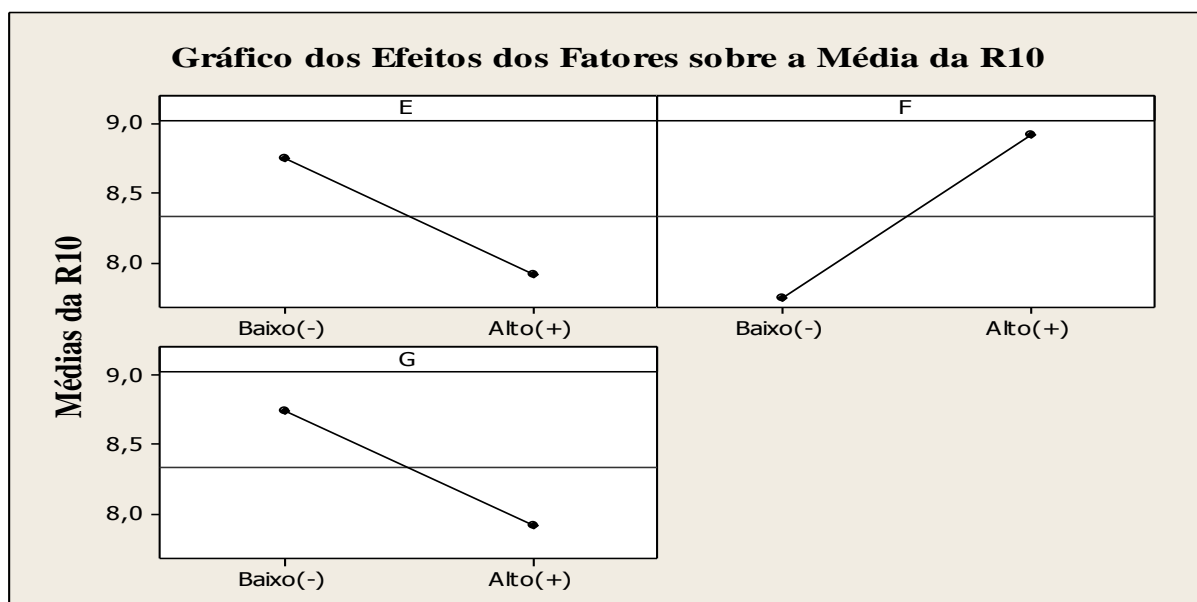 Gráfico dos Efeitos dos Fatores sobre a Média da R10
E F
9,0
8,5
8,0
Baixo(-) Alto(+) Baixo(-) Alto(+)
Médias da R10
G
9,0
8,5
8,0
Baixo(-) Alto(+)